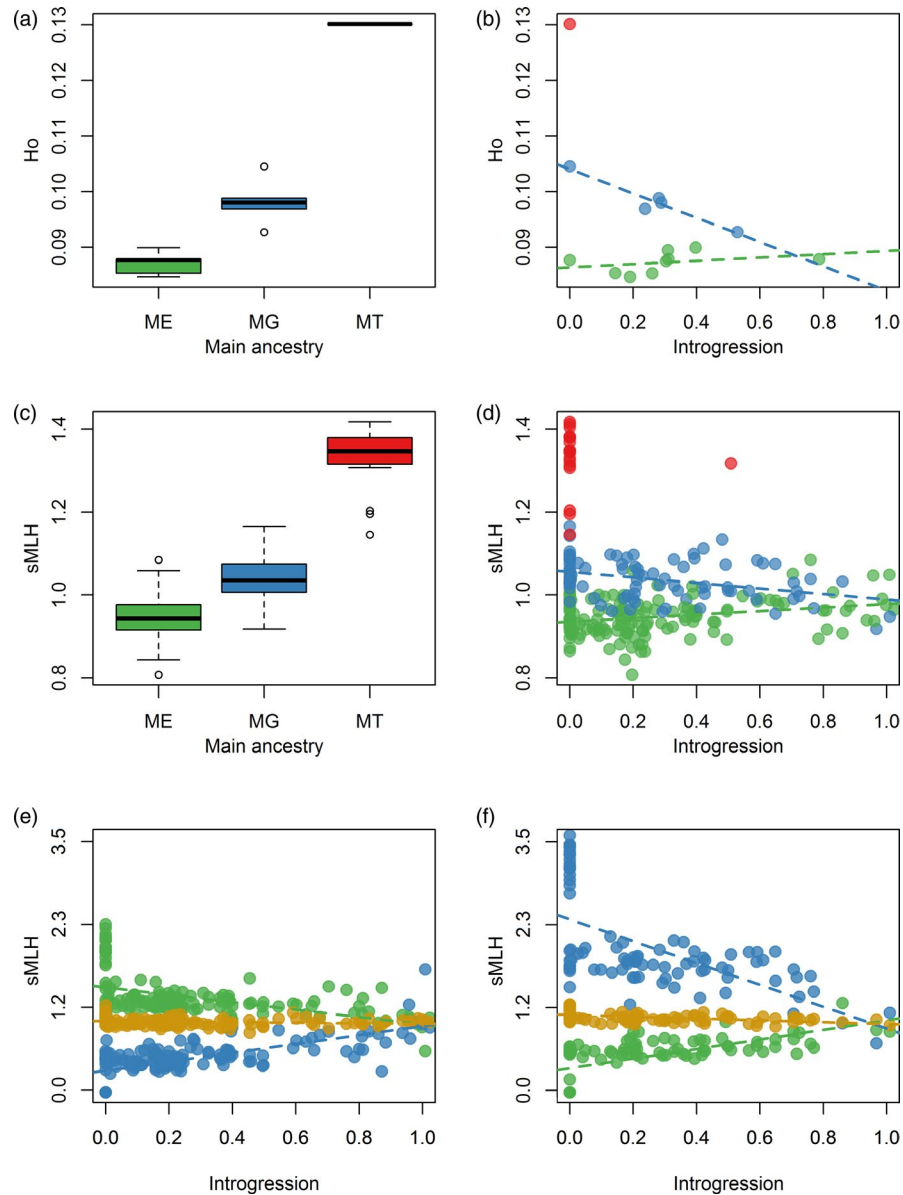 (a)
0.13
0.12
0.11
0.10
0.09
Ho
ME MG MT
Main ancestry
(b)
0.13
0.12
0.11
0.10
0.09
Ho
0.0 0.2 0.4 0.6 0.8 1.0
Introgression
(c)
1.4
1.2
1.0
0.8
sMLH
ME MG MT
Main ancestry
(d)
1.4
1.2
1.0
0.8
sMLH
0.0 0.2 0.4 0.6 0.8 1.0
Introgression
(e)
3.5
2.3
1.2
0.0
sMLH
0.0 0.2 0.4 0.6 0.8 1.0
Introgression
(f)
3.5
2.3
1.2
0.0
sMLH
0.0 0.2 0.4 0.6 0.8 1.0
Introgression